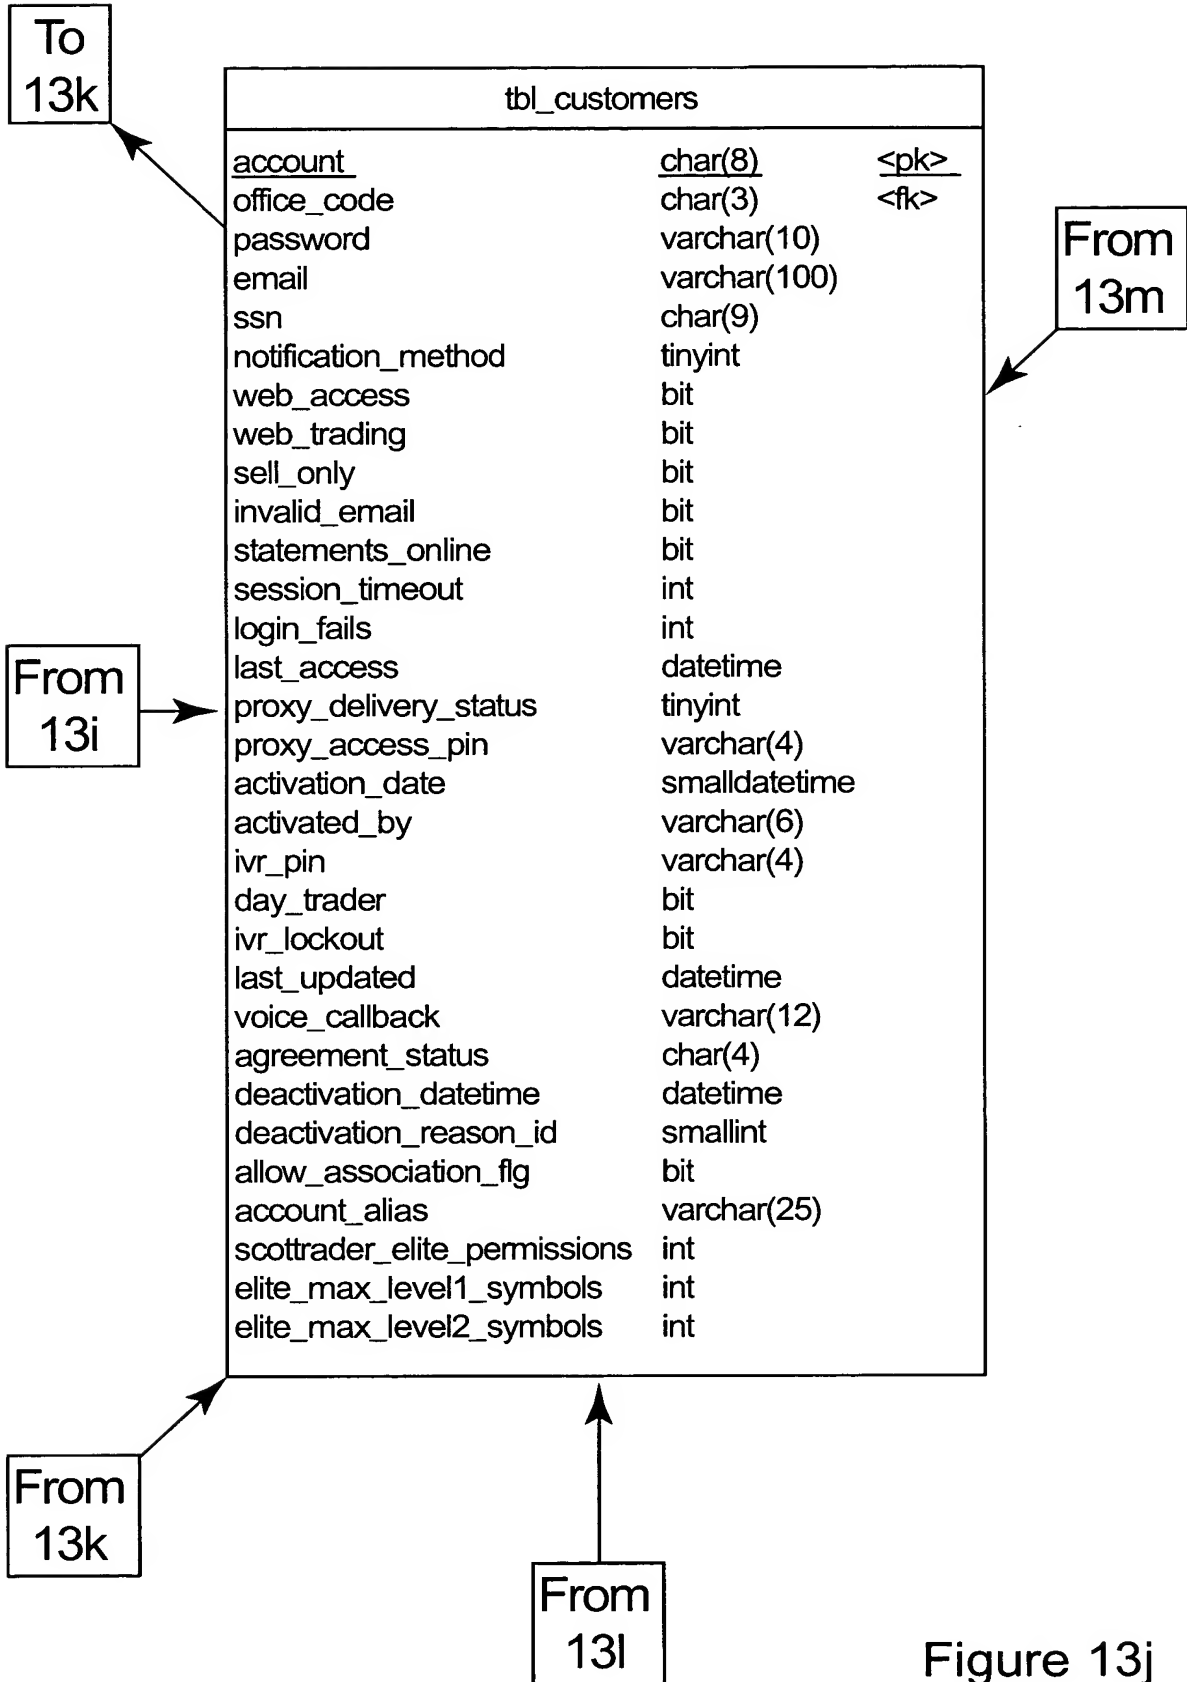 To
13k
tbl_customers
account char(8) <pk>
office_code char(3) <fk>
password varchar(10)
email varchar(100)
ssn char(9)
notification_method tinyint
web_access bit
web_trading bit
sell_only bit
invalid_email bit
statements_online bit
session_timeout int
login_fails int
last_access datetime
proxy_delivery_status tinyint
proxy_access_pin varchar(4)
activation_date smalldatetime
activated_by varchar(6)
ivr_pin varchar(4)
day_trader bit
ivr_lockout bit
last_updated datetime
voice_callback varchar(12)
agreement_status char(4)
deactivation_datetime datetime
deactivation_reason_id smallint
allow_association_flg bit
account_alias varchar(25)
scottrader_elite_permissions int
elite_max_level1_symbols int
elite_max_level2_symbols int
From
13m
From
13i
From
13k
From
13l
Figure 13j